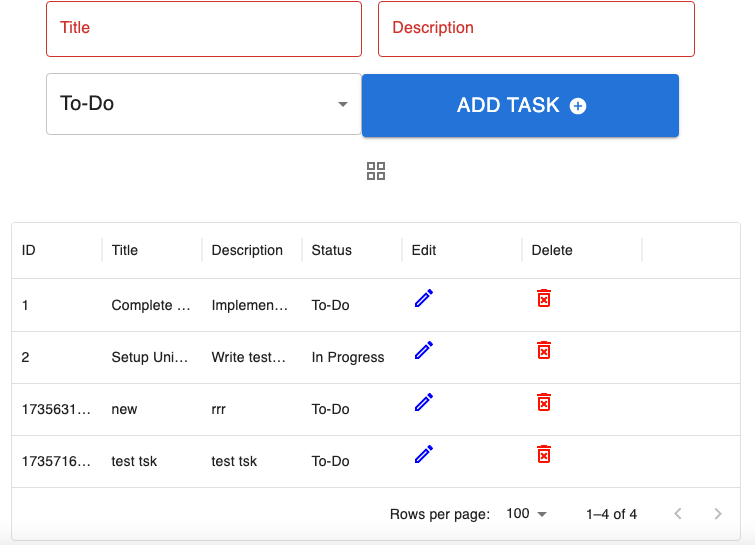 Title Description
To-Do ADD TASK
ID Title Description Status Edit Delete
1 Complete ... Implemen... To-Do
2 Setup Uni... Write test... In Progress
1735631... new rrr To-Do
1735716... test tsk test tsk To-Do
Rows per page: 100 1–4 of 4